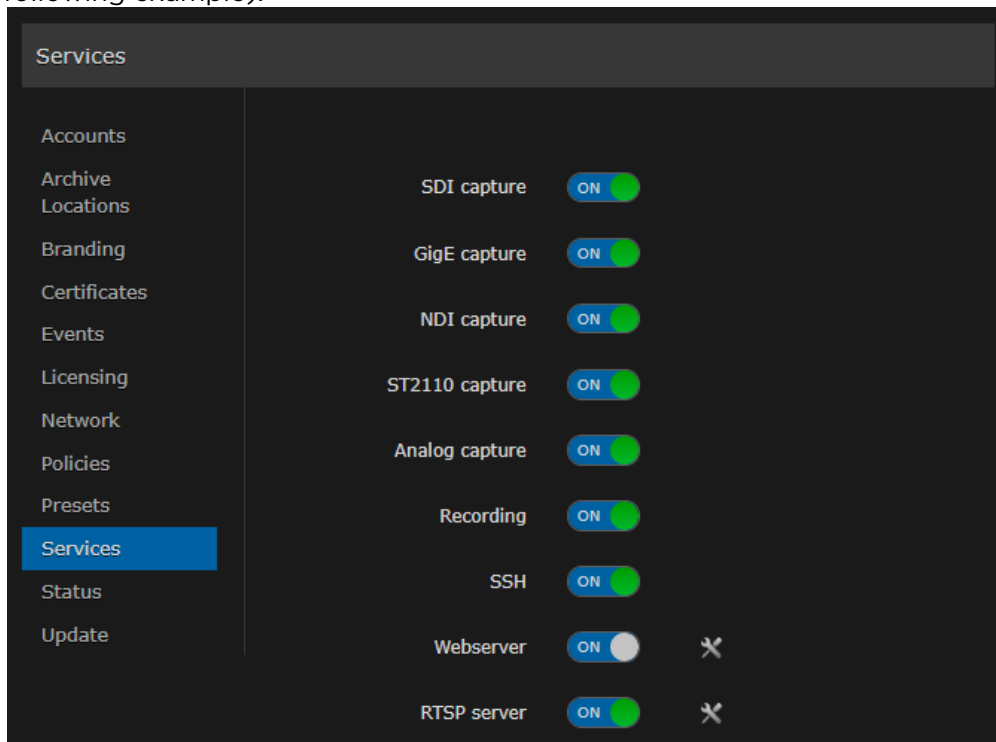 following example).
Services
Accounts
Archive
Locations
Branding
Certificates
Events
Licensing
Network
Policies
Presets
Services
Status
Update
SDI capture ON
GigE capture ON
NDI capture ON
ST2110 capture ON
Analog capture ON
Recording ON
SSH ON
Webserver ON
RTSP server ON